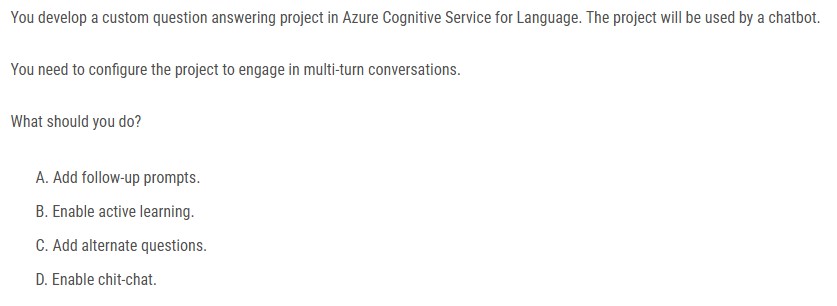 You develop a custom question answering project in Azure Cognitive Service for Language. The project will be used by a chatbot.
You need to configure the project to engage in multi-turn conversations.
What should you do?
A. Add follow-up prompts.
B. Enable active learning.
C. Add alternate questions.
D. Enable chit-chat.